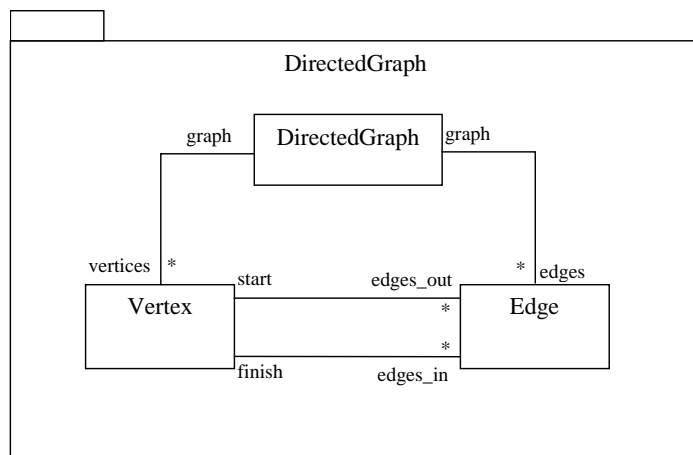 DirectedGraph
graph
DirectedGraph
graph
vertices
*
*
edges
Vertex
start
edges_out
*
Edge
*
finish
edges_in